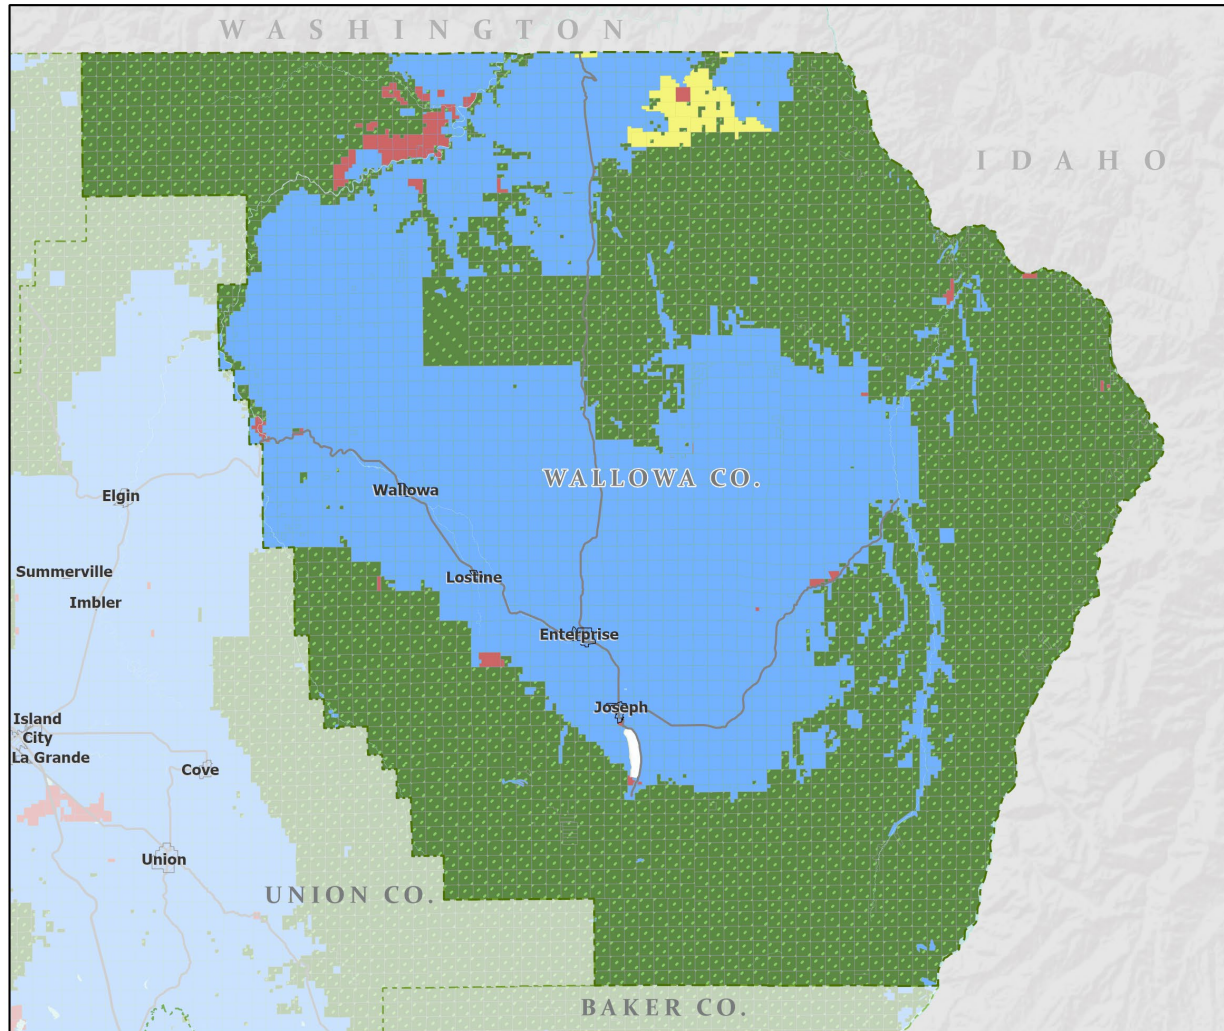 WASHINGTON
IDAHO
WALLOWA CO.
Elgin
Wallowa
Summerville
Lostine
Imbler
Enterprise
Joseph
Island
City
La Grande
Cove
Union
UNION CO.
BAKER CO.